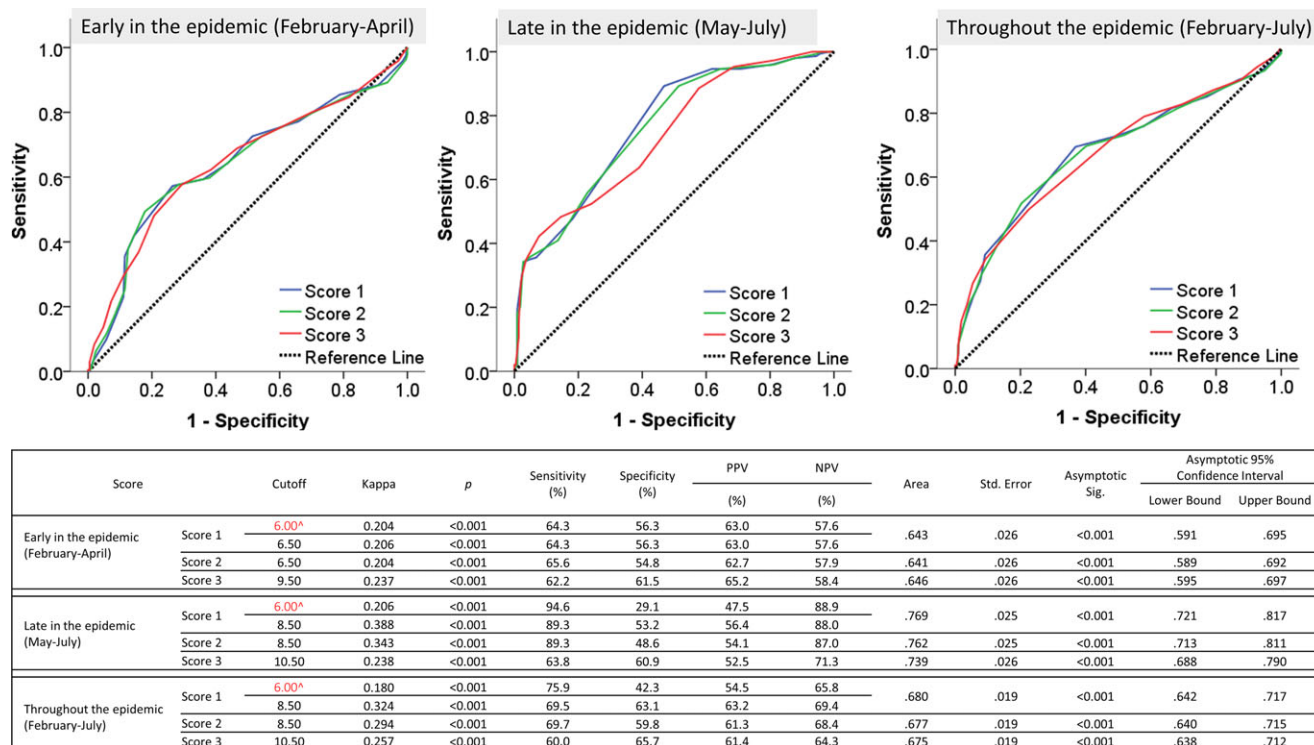 Early in the epidemic (February-April)
1.0
0.8
0.6
0.4
0.2
0.0
Sensitivity
Score 1
Score 2
Score 3
Reference Line
0.0 0.2 0.4 0.6 0.8 1.0
1 - Specificity
Late in the epidemic (May-July)
1.0
0.8
0.6
0.4
0.2
0.0
Sensitivity
Score 1
Score 2
Score 3
Reference Line
0.0 0.2 0.4 0.6 0.8 1.0
1 - Specificity
Throughout the epidemic (February-July)
1.0
0.8
0.6
0.4
0.2
0.0
Sensitivity
Score 1
Score 2
Score 3
Reference Line
0.0 0.2 0.4 0.6 0.8 1.0
1 - Specificity
Score Cutoff Kappa p Sensitivity (%) Specificity (%) PPV (%) NPV (%) Area Std. Error Asymptotic Sig. Asymptotic 95% Confidence Interval Lower Bound Upper Bound
Early in the epidemic (February-April)
Score 1 6.00^ 0.204 <0.001 64.3 56.3 63.0 57.6 .643 .026 <0.001 .591 .695
6.50 0.206 <0.001 64.3 56.3 63.0 57.6
Score 2 6.50 0.204 <0.001 65.6 54.8 62.7 57.9 .641 .026 <0.001 .589 .692
Score 3 9.50 0.237 <0.001 62.2 61.5 65.2 58.4 .646 .026 <0.001 .595 .697
Late in the epidemic (May-July)
Score 1 6.00^ 0.206 <0.001 94.6 29.1 47.5 88.9 .769 .025 <0.001 .721 .817
8.50 0.388 <0.001 89.3 53.2 56.4 88.0
Score 2 8.50 0.343 <0.001 89.3 48.6 54.1 87.0 .762 .025 <0.001 .713 .811
Score 3 10.50 0.238 <0.001 63.8 60.9 52.5 71.3 .739 .026 <0.001 .688 .790
Throughout the epidemic (February-July)
Score 1 6.00^ 0.180 <0.001 75.9 42.3 54.5 65.8 .680 .019 <0.001 .642 .717
8.50 0.324 <0.001 69.5 63.1 63.2 69.4
Score 2 8.50 0.294 <0.001 69.7 59.8 61.3 68.4 .677 .019 <0.001 .640 .715
Score 3 10.50 0.257 <0.001 60.0 65.7 61.4 64.3 .675 .019 <0.001 .638 .712